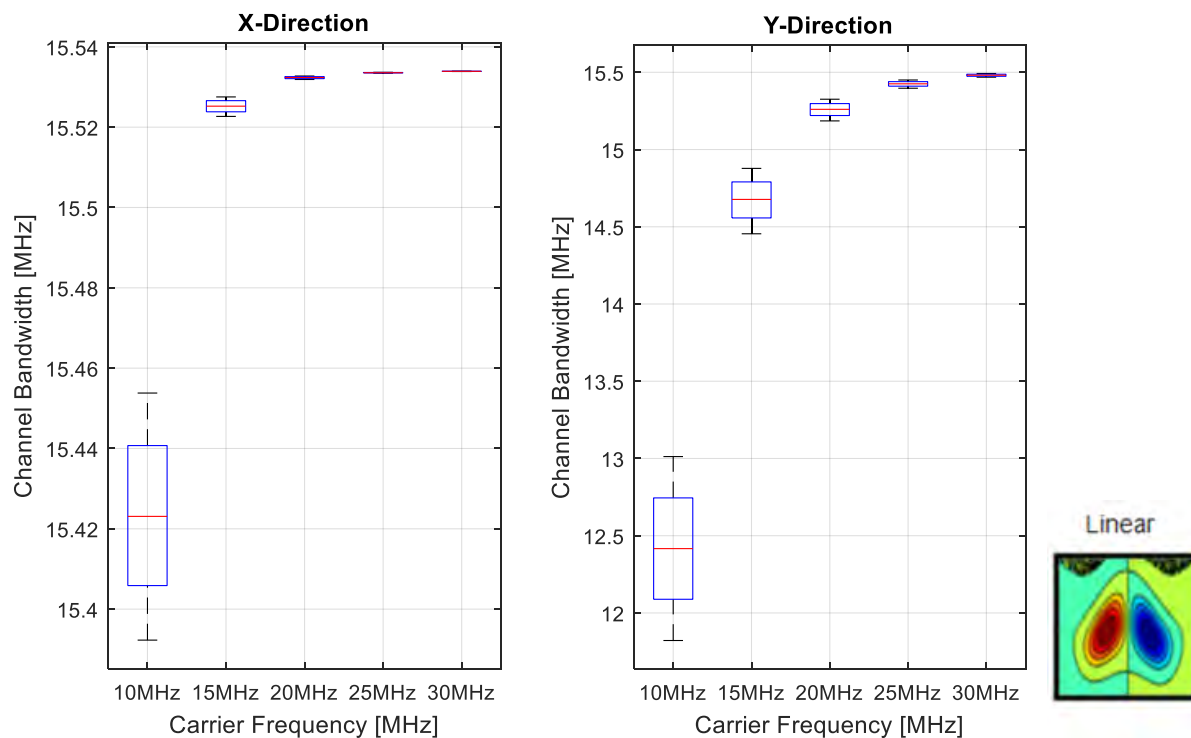 X-Direction
15.54
15.52
15.5
15.48
15.46
15.44
15.42
15.4
Channel Bandwidth [MHz]
10MHz 15MHz 20MHz 25MHz 30MHz
Carrier Frequency [MHz]
Y-Direction
15.5
15
14.5
14
13.5
13
12.5
12
Channel Bandwidth [MHz]
10MHz 15MHz 20MHz 25MHz 30MHz
Carrier Frequency [MHz]
Linear